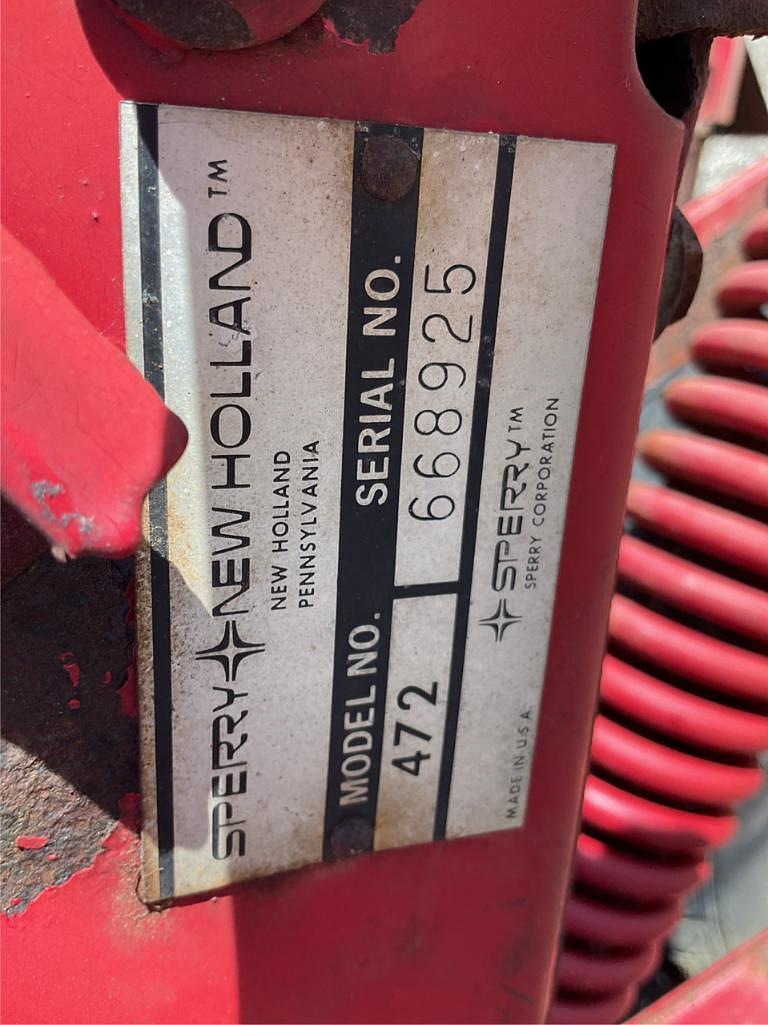 SPERRY NEW HOLLAND™
NEW HOLLAND
PENNSYLVANIA
MODEL NO. SERIAL NO.
472 668925
SPERRY™
SPERRY CORPORATION
MADE IN U.S.A.